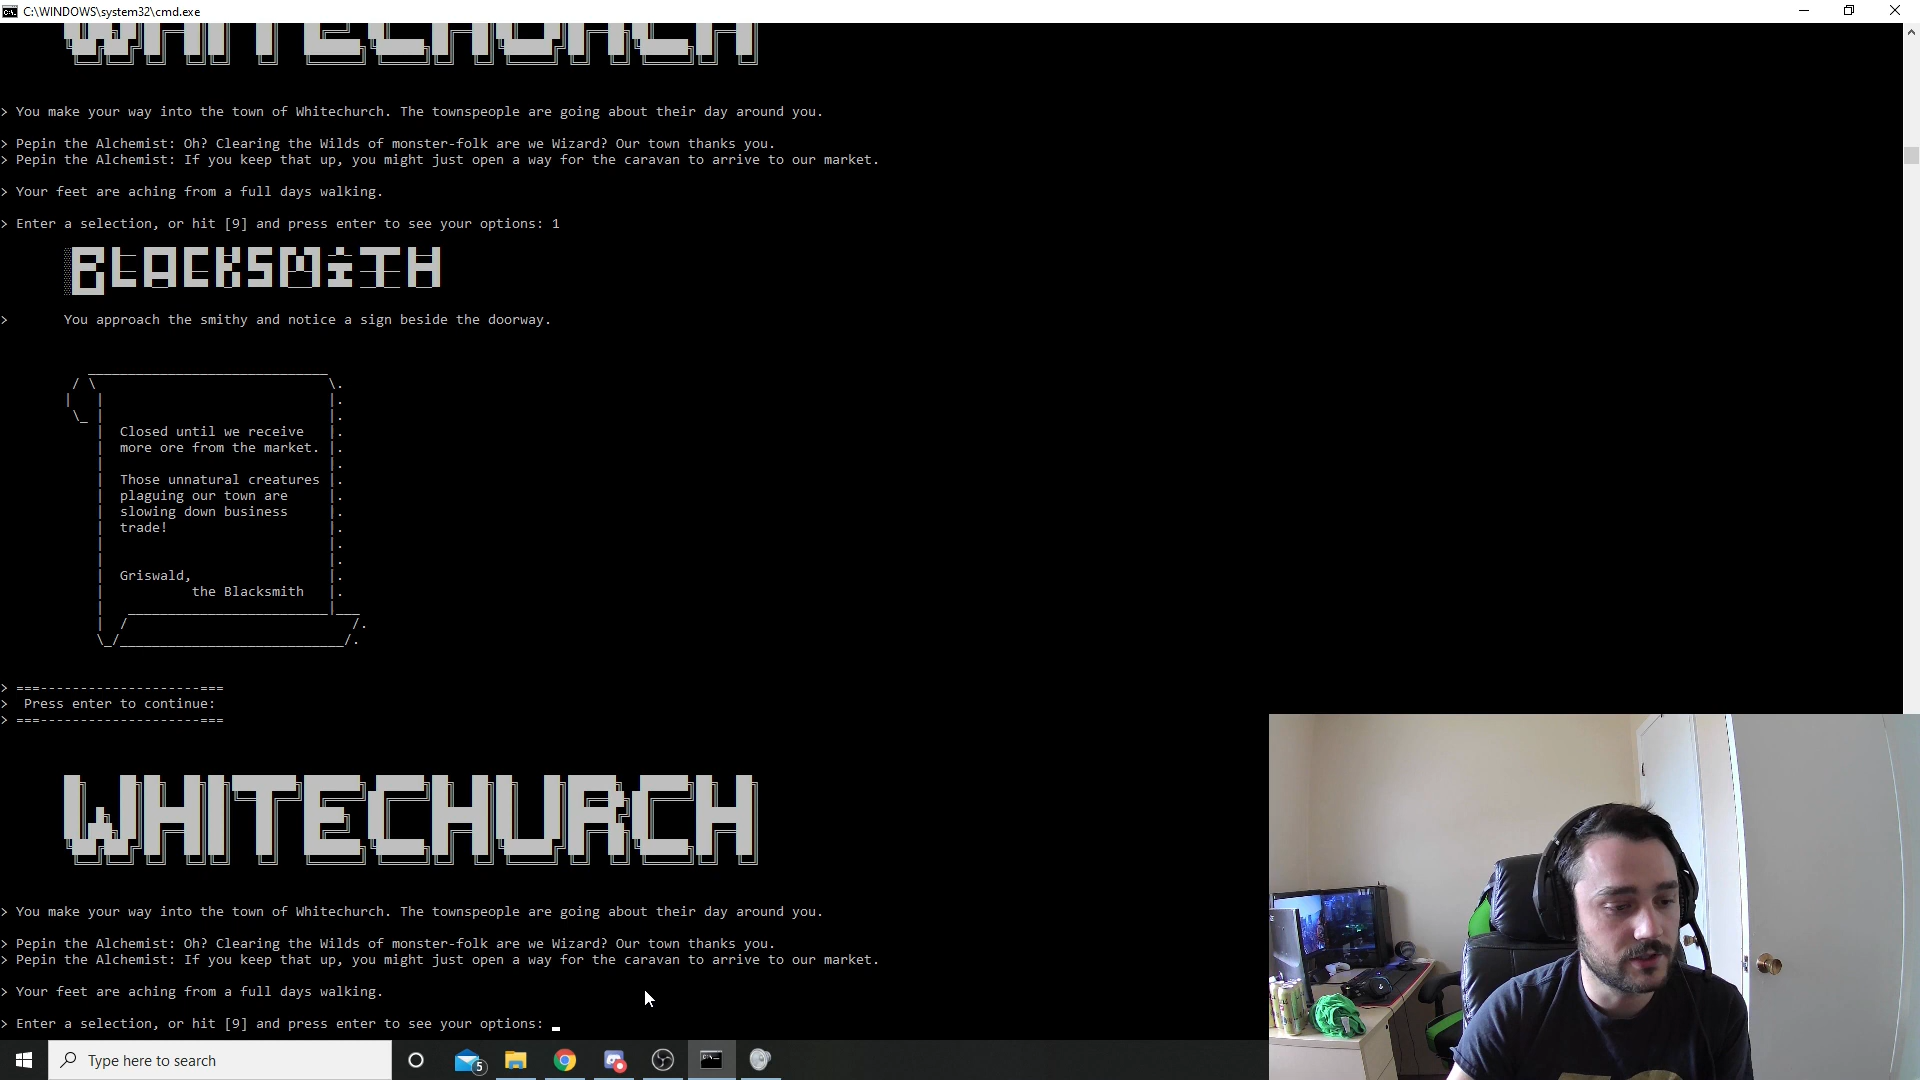 C:\WINDOWS\system32\cmd.exe
WHITECHURCH
> You make your way into the town of Whitechurch. The townspeople are going about their day around you.
> Pepin the Alchemist: Oh? Clearing the Wilds of monster-folk are we Wizard? Our town thanks you.
> Pepin the Alchemist: If you keep that up, you might just open a way for the caravan to arrive to our market.
> Your feet are aching from a full days walking.
> Enter a selection, or hit [9] and press enter to see your options: 1
BLACKSMiTH
> You approach the smithy and notice a sign beside the doorway.
Closed until we receive
more ore from the market.
Those unnatural creatures
plaguing our town are
slowing down business
trade!
Griswald,
the Blacksmith
> ===----------------------===
> Press enter to continue:
> ===----------------------===
WHITECHURCH
> You make your way into the town of Whitechurch. The townspeople are going about their day around you.
> Pepin the Alchemist: Oh? Clearing the Wilds of monster-folk are we Wizard? Our town thanks you.
> Pepin the Alchemist: If you keep that up, you might just open a way for the caravan to arrive to our market.
> Your feet are aching from a full days walking.
> Enter a selection, or hit [9] and press enter to see your options: _
Type here to search
5